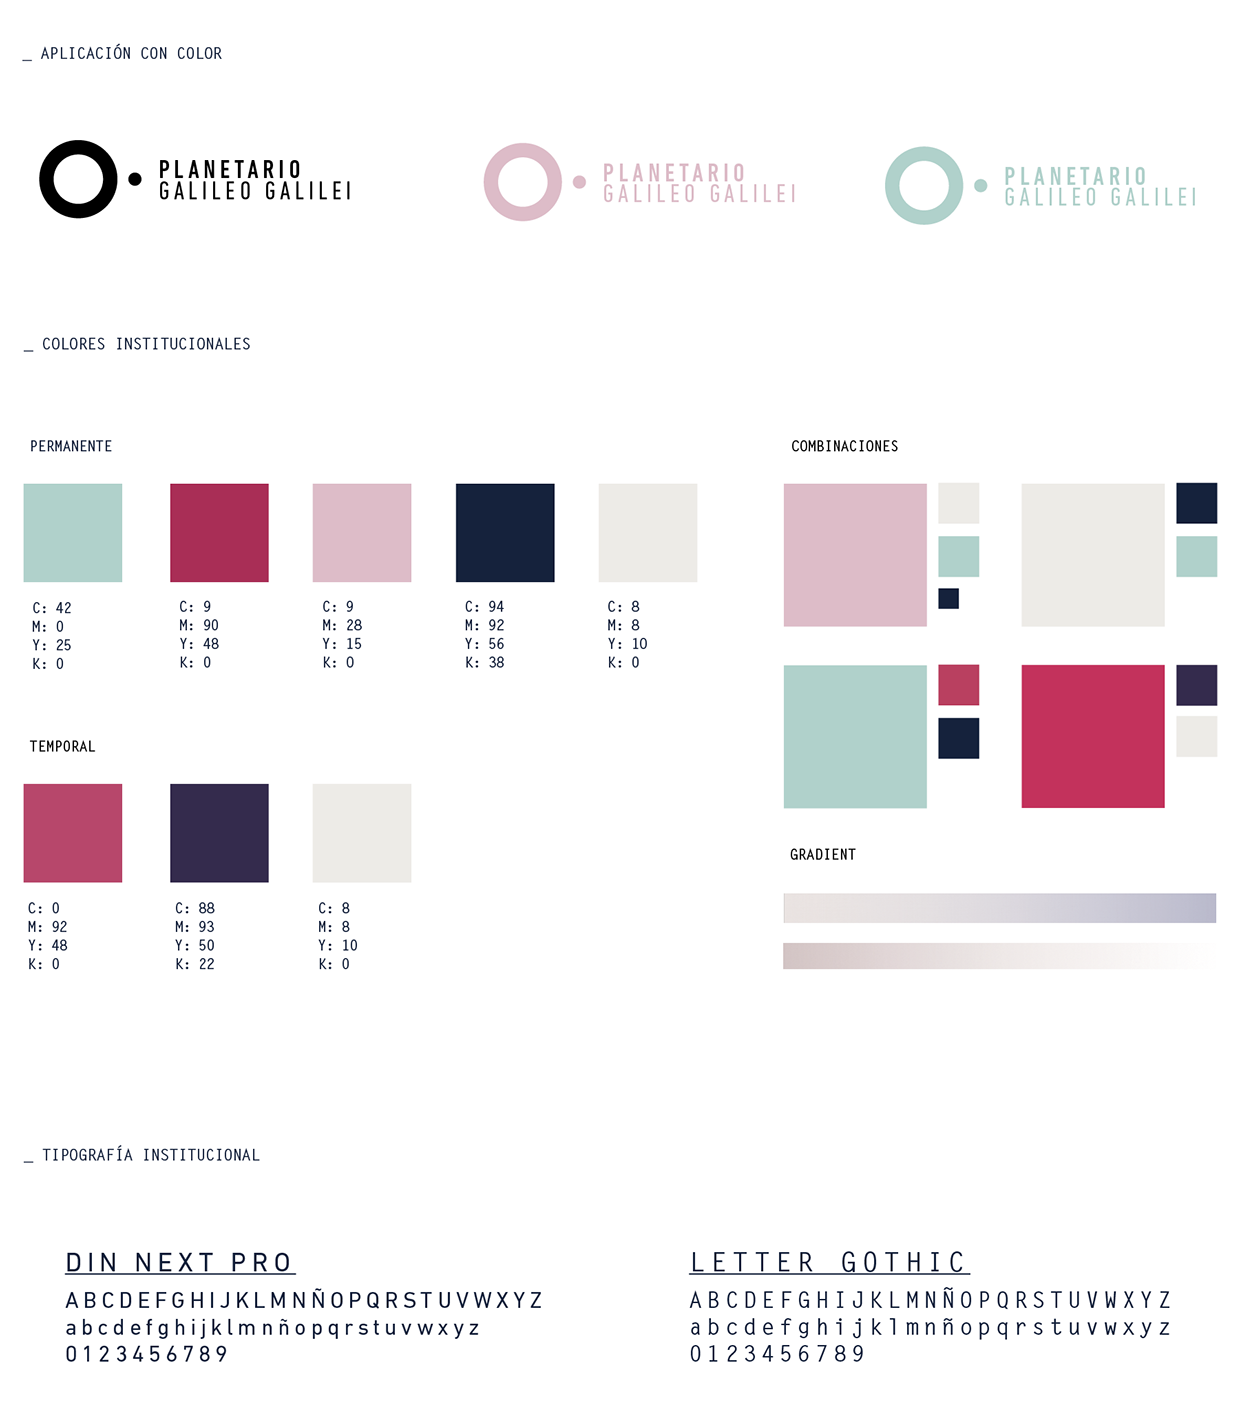 _ APLICACIÓN CON COLOR
PLANETARIO
GALILEO GALILEI
PLANETARIO
GALILEO GALILEI
PLANETARIO
GALILEO GALILEI
_ COLORES INSTITUCIONALES
PERMANENTE
C: 42
M: 0
Y: 25
K: 0
C: 9
M: 90
Y: 48
K: 0
C: 9
M: 28
Y: 15
K: 0
C: 94
M: 92
Y: 56
K: 38
C: 8
M: 8
Y: 10
K: 0
COMBINACIONES
TEMPORAL
C: 0
M: 92
Y: 48
K: 0
C: 88
M: 93
Y: 50
K: 22
C: 8
M: 8
Y: 10
K: 0
GRADIENT
_ TIPOGRAFÍA INSTITUCIONAL
DIN NEXT PRO
ABCDEFGHIJKLMNÑOPQRSTUVWXYZ
abcdefghijklmnñopqrstuvwxyz
0123456789
LETTER GOTHIC
ABCDEFGHIJKLMNÑOPQRSTUVWXYZ
abcdefghijklmnñopqrstuvwxyz
0123456789